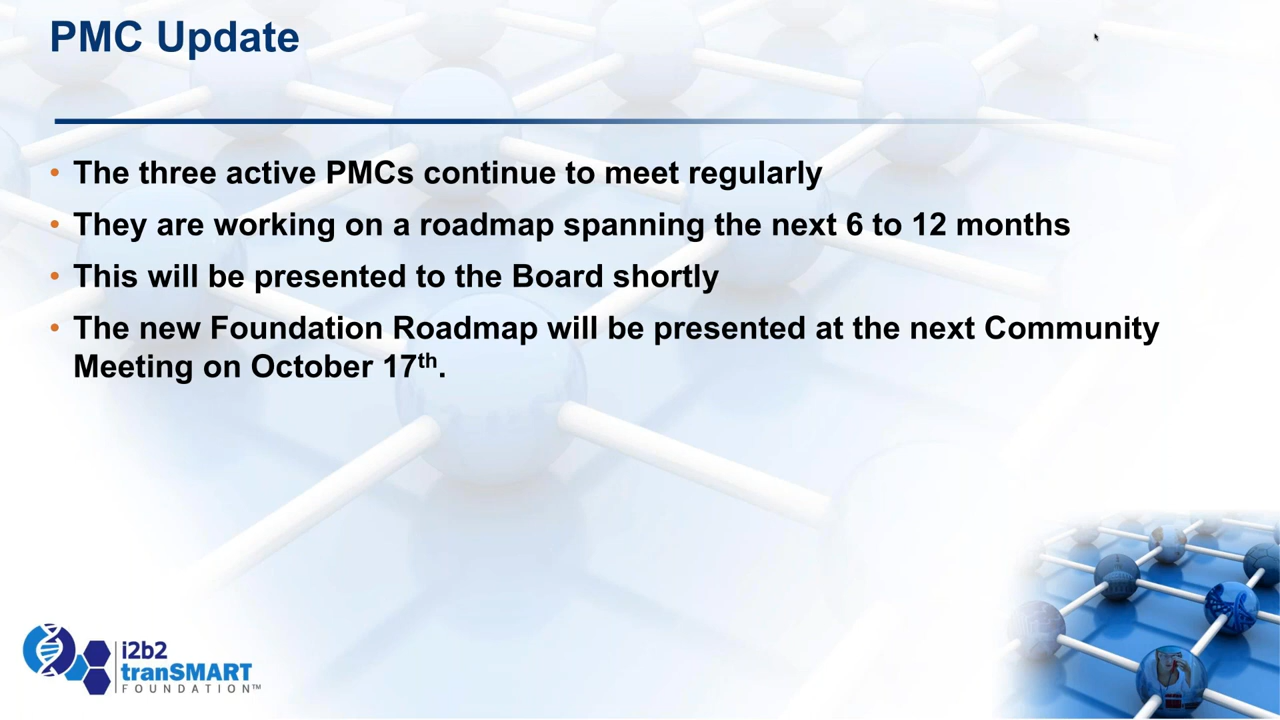 PMC Update
• The three active PMCs continue to meet regularly
• They are working on a roadmap spanning the next 6 to 12 months
• This will be presented to the Board shortly
• The new Foundation Roadmap will be presented at the next Community
Meeting on October 17th.
i2b2
tranSMART
FOUNDATION™